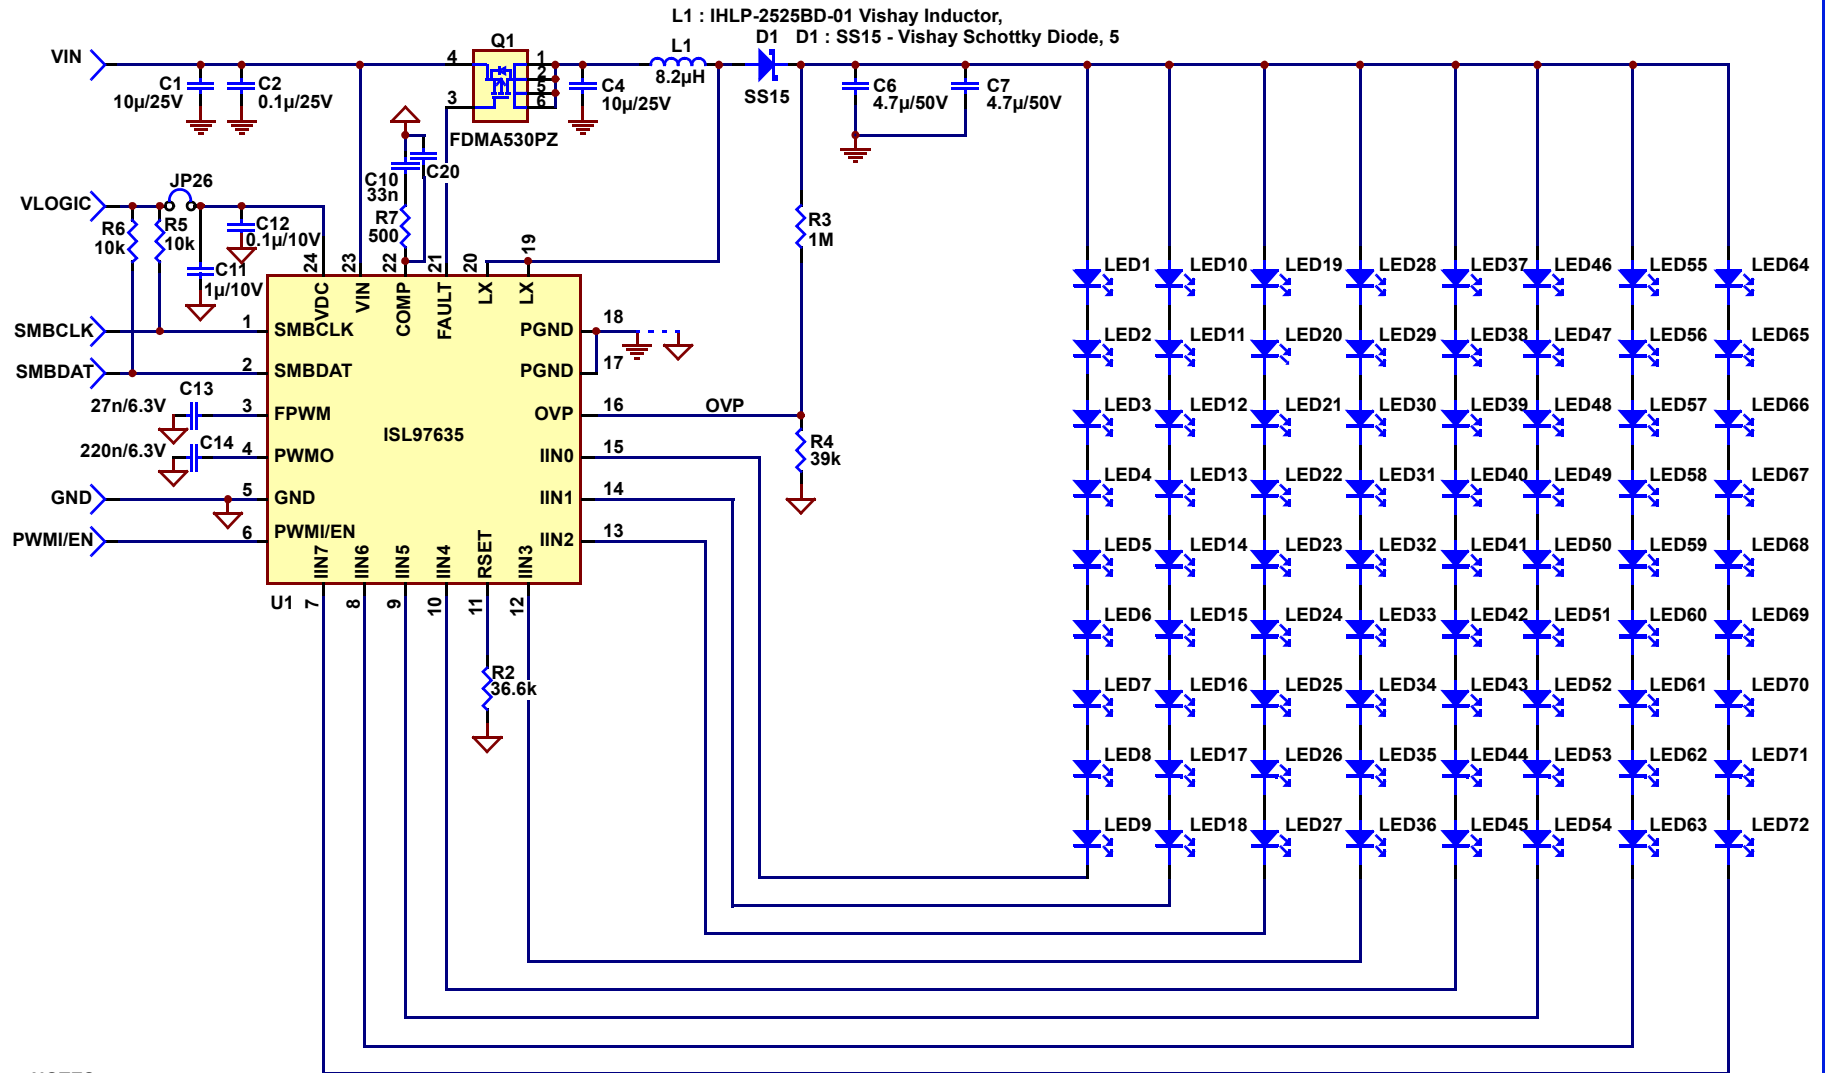 L1 : IHLP-2525BD-01 Vishay Inductor,
D1 D1 : SS15 - Vishay Schottky Diode, 5
VIN
C1
10µ/25V
C2
0.1µ/25V
Q1
4
3
1
2
5
6
FDMA530PZ
C4
10µ/25V
L1
8.2µH
SS15
C6
4.7µ/50V
C7
4.7µ/50V
C10
33n
C20
R7
500
VLOGIC
JP26
R6
10k
R5
10k
C12
0.1µ/10V
C11
1µ/10V
R3
1M
24 23 22 21 20 19
VDC VIN COMP FAULT LX LX
SMBCLK 1 SMBCLK PGND 18
SMBDAT 2 SMBDAT PGND 17
C13
27n/6.3V 3 FPWM OVP 16 OVP
ISL97635
C14
220n/6.3V 4 PWMO IIN0 15
R4
39k
GND 5 GND IIN1 14
PWMI/EN 6 PWMI/EN IIN2 13
IIN7 IIN6 IIN5 IIN4 RSET IIN3
U1 7 8 9 10 11 12
R2
36.6k
LED1 LED10 LED19 LED28 LED37 LED46 LED55 LED64
LED2 LED11 LED20 LED29 LED38 LED47 LED56 LED65
LED3 LED12 LED21 LED30 LED39 LED48 LED57 LED66
LED4 LED13 LED22 LED31 LED40 LED49 LED58 LED67
LED5 LED14 LED23 LED32 LED41 LED50 LED59 LED68
LED6 LED15 LED24 LED33 LED42 LED51 LED60 LED69
LED7 LED16 LED25 LED34 LED43 LED52 LED61 LED70
LED8 LED17 LED26 LED35 LED44 LED53 LED62 LED71
LED9 LED18 LED27 LED36 LED45 LED54 LED63 LED72